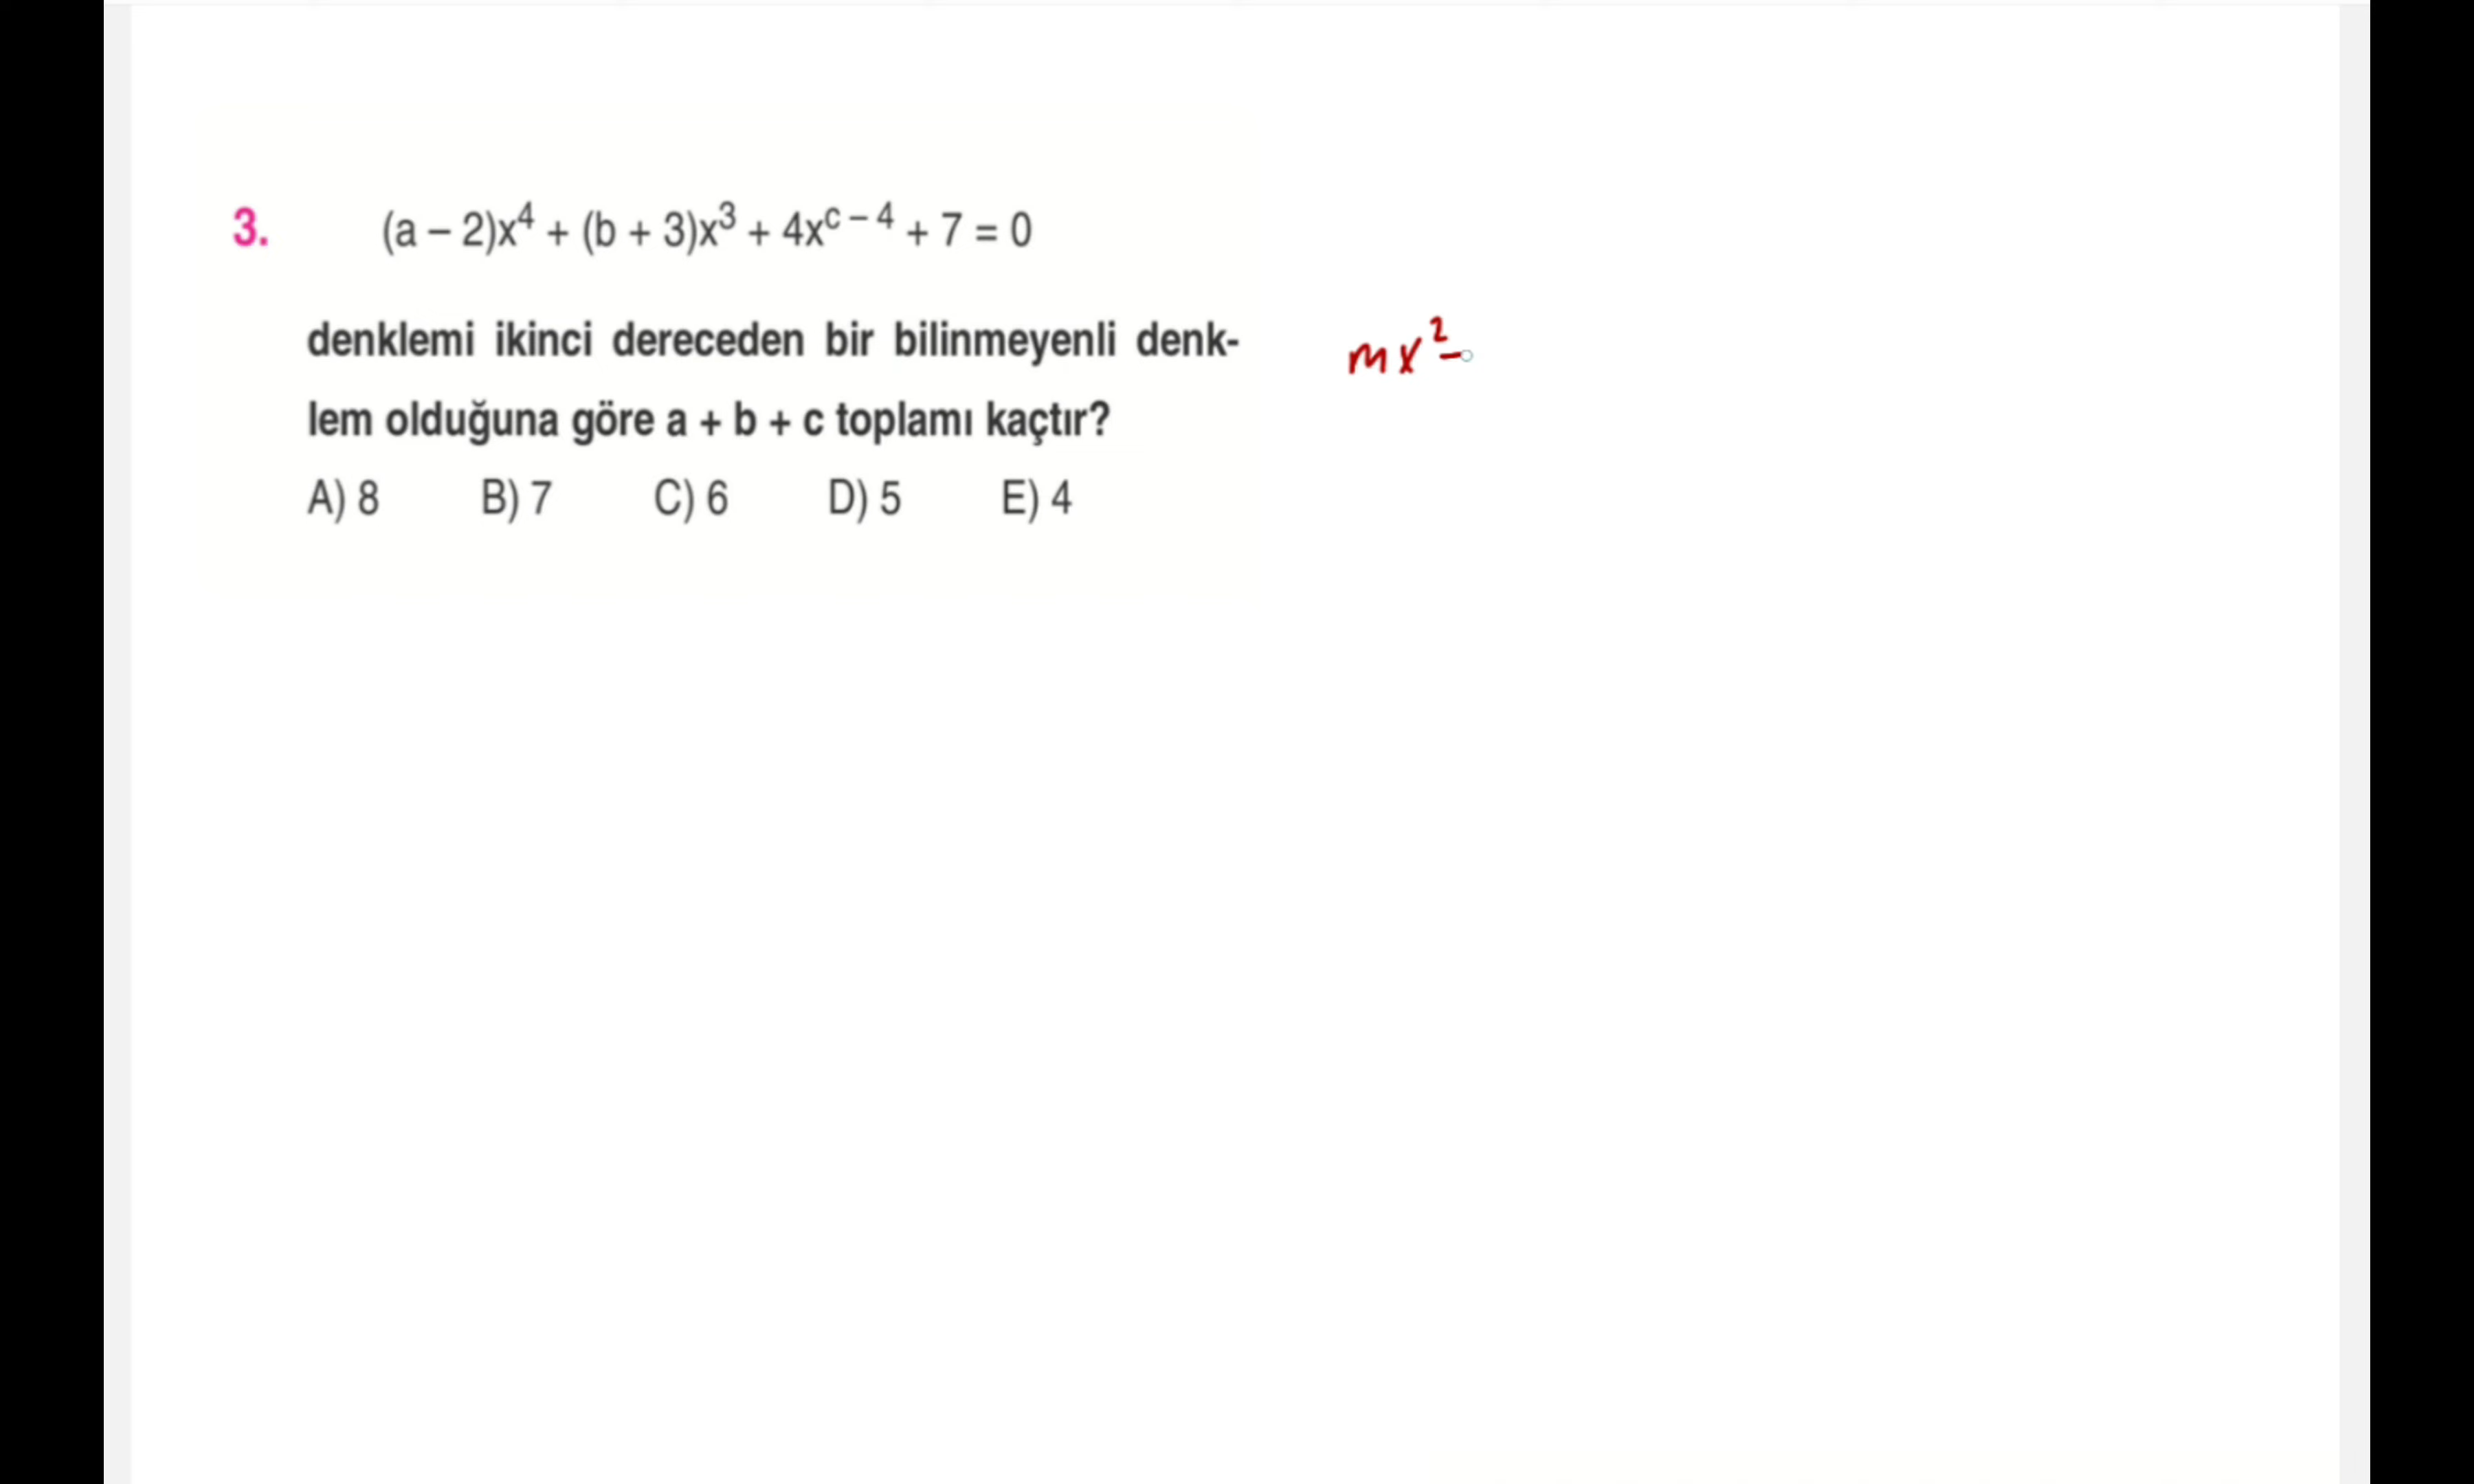 3. (a – 2)x⁴ + (b + 3)x³ + 4xᶜ ⁻ ⁴ + 7 = 0
denklemi ikinci dereceden bir bilinmeyenli denk-
lem olduğuna göre a + b + c toplamı kaçtır?
A) 8 B) 7 C) 6 D) 5 E) 4
mx² –